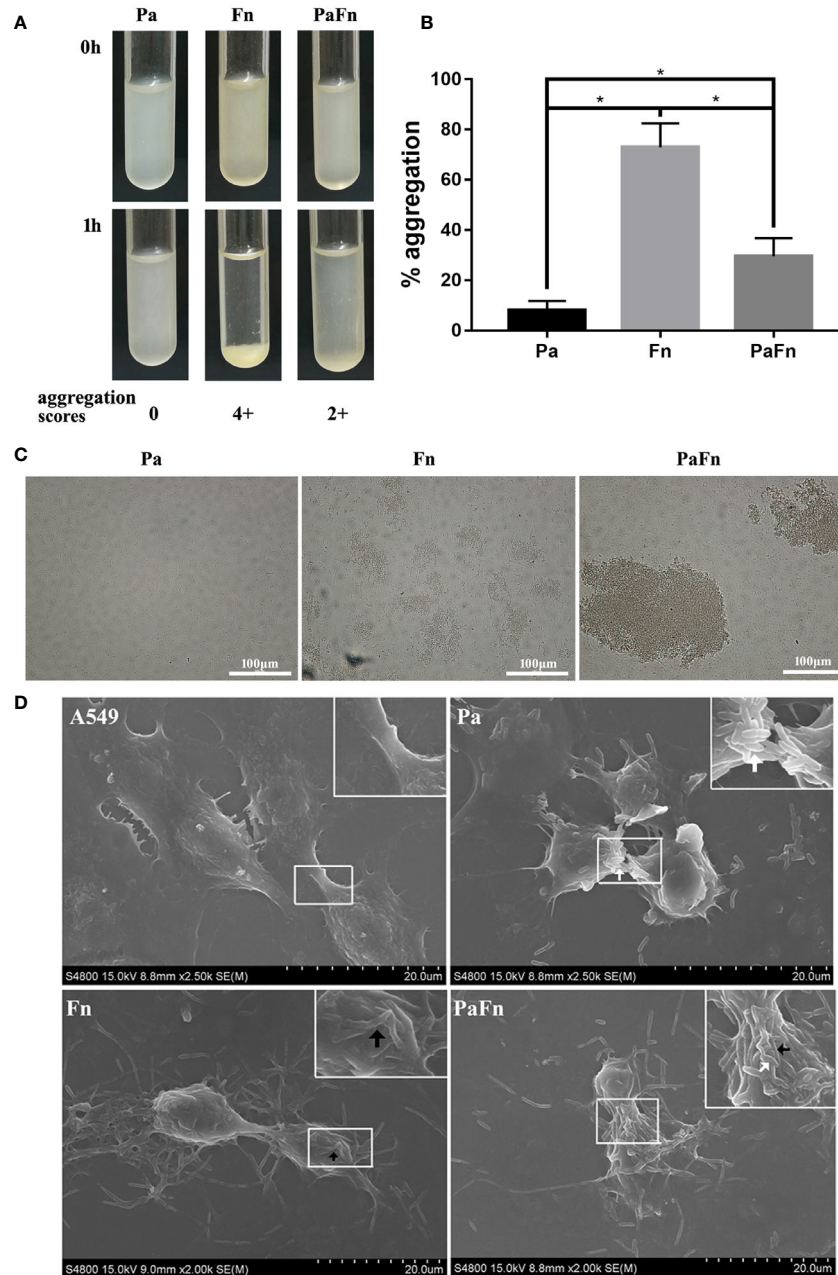 A
Pa Fn PaFn
0h
1h
aggregation
scores
0 4+ 2+
B
% aggregation
100
80
60
40
20
0
*
* *
Pa Fn PaFn
C
Pa Fn PaFn
100μm 100μm 100μm
D
A549
S4800 15.0kV 8.8mm x2.50k SE(M) 20.0um
Pa
S4800 15.0kV 8.8mm x2.50k SE(M) 20.0um
Fn
S4800 15.0kV 9.0mm x2.00k SE(M) 20.0um
PaFn
S4800 15.0kV 8.8mm x2.00k SE(M) 20.0um